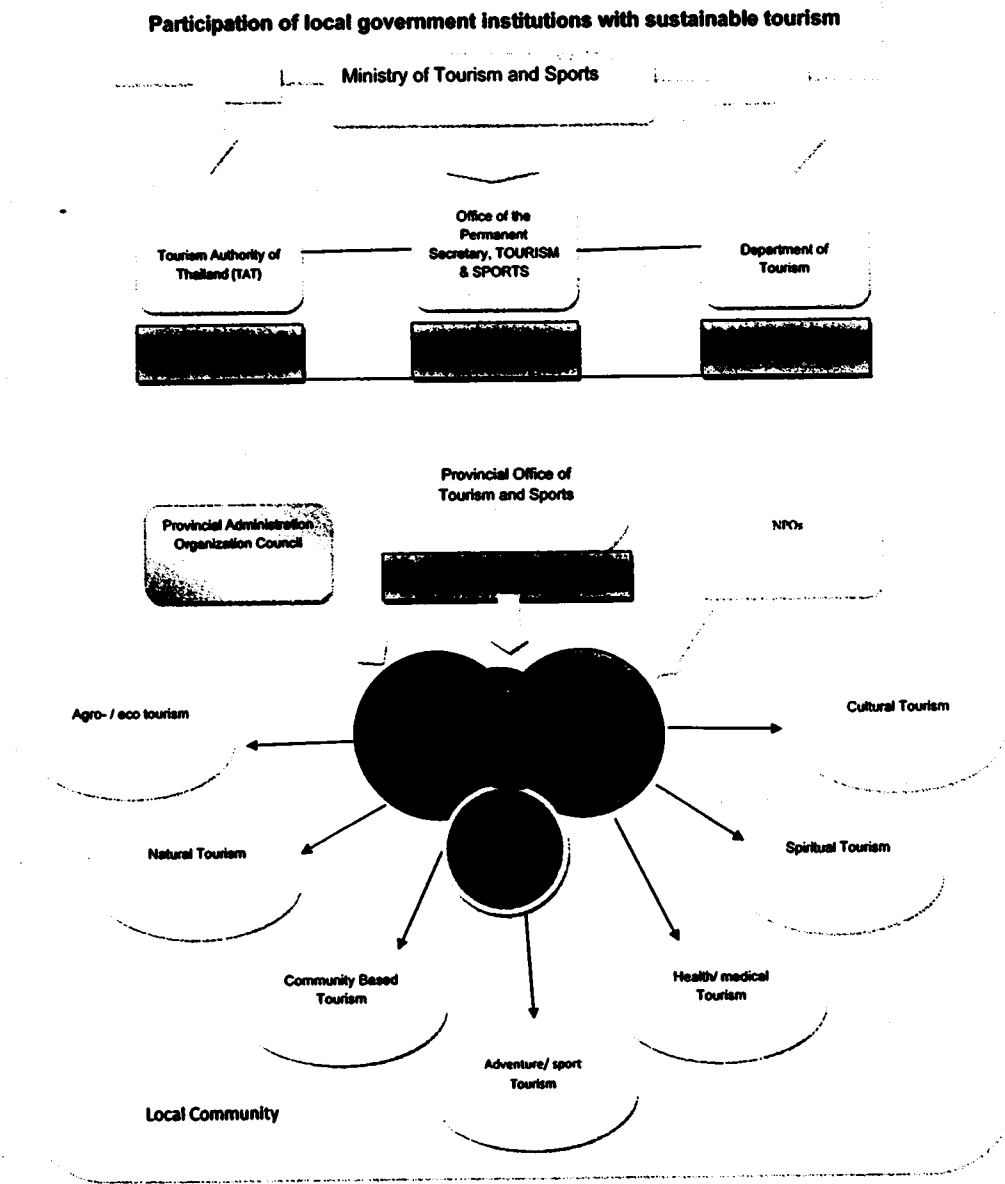 Participation of local government institutions with sustainable tourism
Ministry of Tourism and Sports
Tourism Authority of
Thailand (TAT)
Office of the
Permanent
Secretary, TOURISM
& SPORTS
Department of
Tourism
Provincial Office of
Tourism and Sports
Provincial Administration
Organization Council
NPOs
Agro- / eco tourism
Cultural Tourism
Natural Tourism
Spiritual Tourism
Community Based
Tourism
Health/ medical
Tourism
Adventure/ sport
Tourism
Local Community